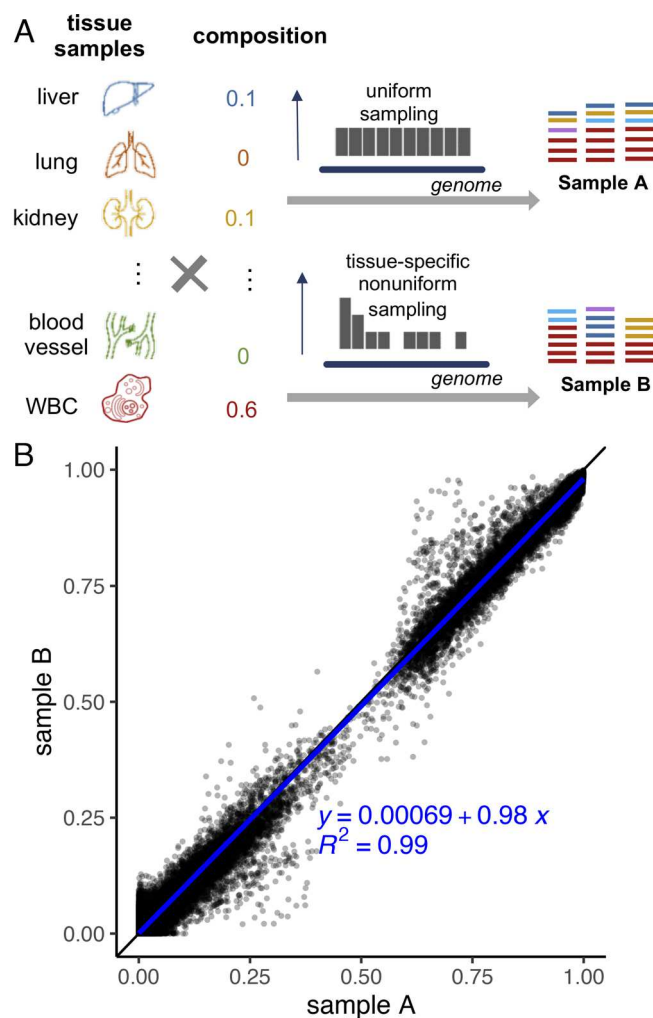 A
tissue
samples
composition
liver
0.1
lung
0
kidney
0.1
⋮
⋮
blood
vessel
0
WBC
0.6
uniform
sampling
genome
Sample A
tissue-specific
nonuniform
sampling
genome
Sample B
B
1.00
0.75
0.50
0.25
0.00
sample B
y = 0.00069 + 0.98 x
R² = 0.99
0.00
0.25
0.50
0.75
1.00
sample A